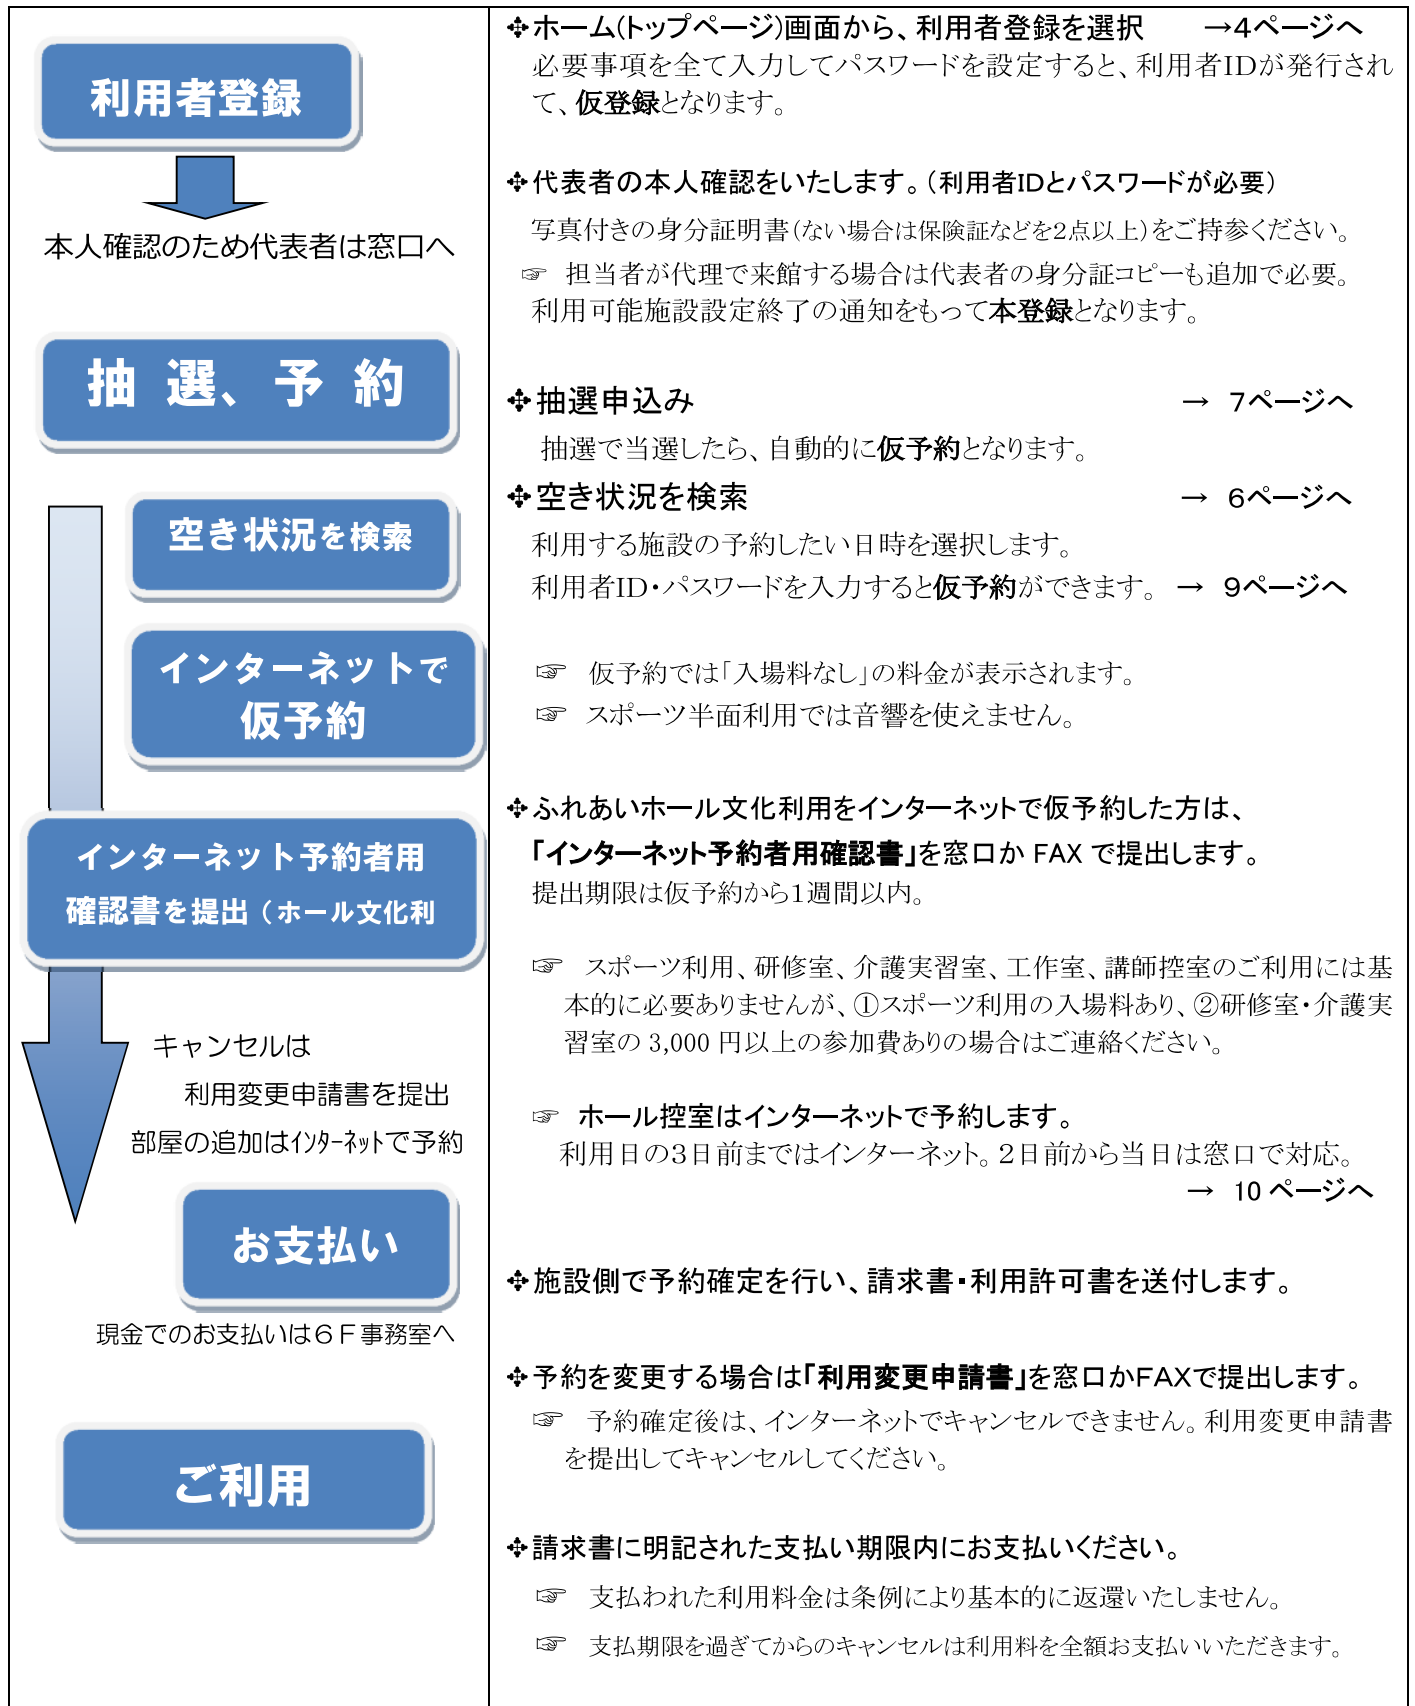 利用者登録
本人確認のため代表者は窓口へ
抽 選、予 約
空き状況を検索
インターネットで
仮予約
インターネット予約者用
確認書を提出（ホール文化利
キャンセルは
利用変更申請書を提出
部屋の追加はｲﾝﾀｰﾈｯﾄで予約
お支払い
現金でのお支払いは６Ｆ事務室へ
ご利用
✥ホーム(トップページ)画面から、利用者登録を選択 →4ページへ
必要事項を全て入力してパスワードを設定すると、利用者IDが発行され
て、仮登録となります。
✥代表者の本人確認をいたします。（利用者IDとパスワードが必要）
写真付きの身分証明書（ない場合は保険証などを2点以上）をご持参ください。
☞ 担当者が代理で来館する場合は代表者の身分証コピーも追加で必要。
利用可能施設設定終了の通知をもって本登録となります。
✥抽選申込み → 7ページへ
抽選で当選したら、自動的に仮予約となります。
✥空き状況を検索 → 6ページへ
利用する施設の予約したい日時を選択します。
利用者ID・パスワードを入力すると仮予約ができます。 → 9ページへ
☞ 仮予約では「入場料なし」の料金が表示されます。
☞ スポーツ半面利用では音響を使えません。
✥ふれあいホール文化利用をインターネットで仮予約した方は、
「インターネット予約者用確認書」を窓口か FAX で提出します。
提出期限は仮予約から1週間以内。
☞ スポーツ利用、研修室、介護実習室、工作室、講師控室のご利用には基
本的に必要ありませんが、①スポーツ利用の入場料あり、②研修室・介護実
習室の 3,000 円以上の参加費ありの場合はご連絡ください。
☞ ホール控室はインターネットで予約します。
利用日の３日前まではインターネット。２日前から当日は窓口で対応。
→ 10 ページへ
✥施設側で予約確定を行い、請求書・利用許可書を送付します。
✥予約を変更する場合は「利用変更申請書」を窓口かFAXで提出します。
☞ 予約確定後は、インターネットでキャンセルできません。利用変更申請書
を提出してキャンセルしてください。
✥請求書に明記された支払い期限内にお支払いください。
☞ 支払われた利用料金は条例により基本的に返還いたしません。
☞ 支払期限を過ぎてからのキャンセルは利用料を全額お支払いいただきます。